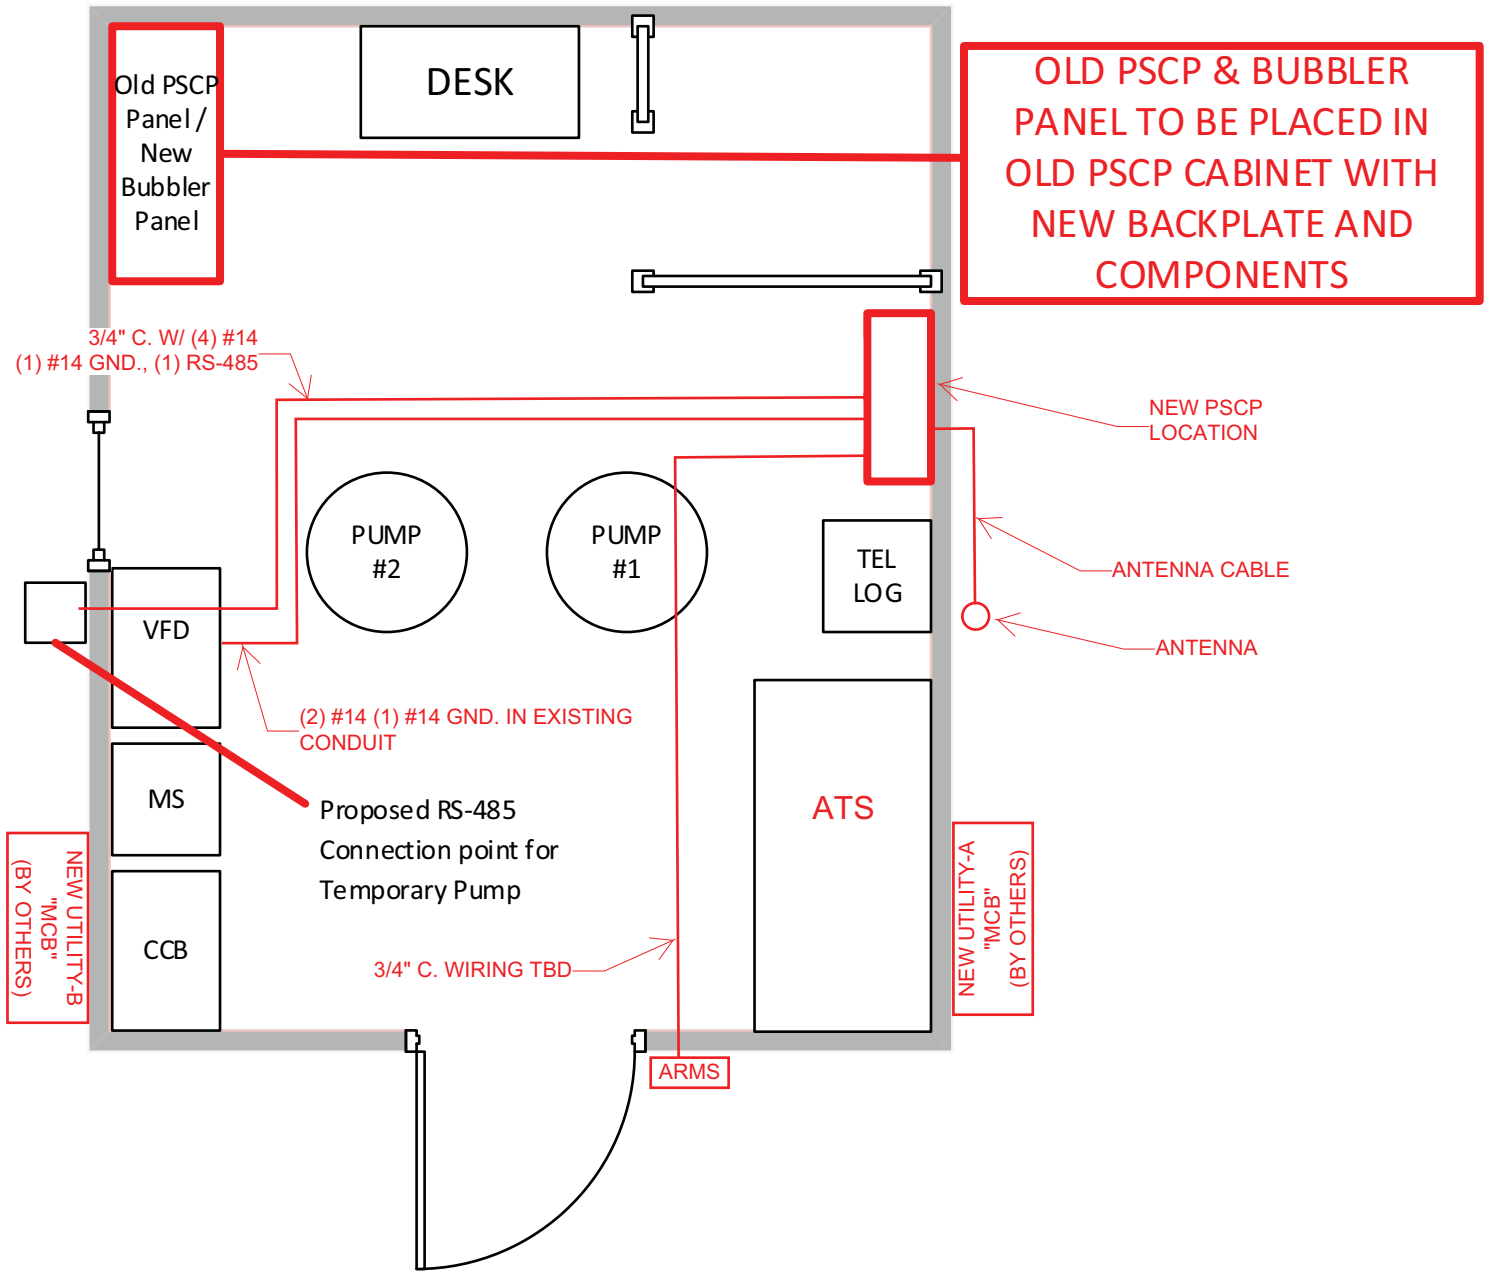 Old PSCP
Panel /
New
Bubbler
Panel
DESK
OLD PSCP & BUBBLER
PANEL TO BE PLACED IN
OLD PSCP CABINET WITH
NEW BACKPLATE AND
COMPONENTS
3/4" C. W/ (4) #14
(1) #14 GND., (1) RS-485
NEW PSCP
LOCATION
PUMP
#2
PUMP
#1
TEL
LOG
ANTENNA CABLE
ANTENNA
VFD
(2) #14 (1) #14 GND. IN EXISTING
CONDUIT
MS
Proposed RS-485
Connection point for
Temporary Pump
ATS
NEW UTILITY-B
"MCB"
(BY OTHERS)
CCB
3/4" C. WIRING TBD
NEW UTILITY-A
"MCB"
(BY OTHERS)
ARMS